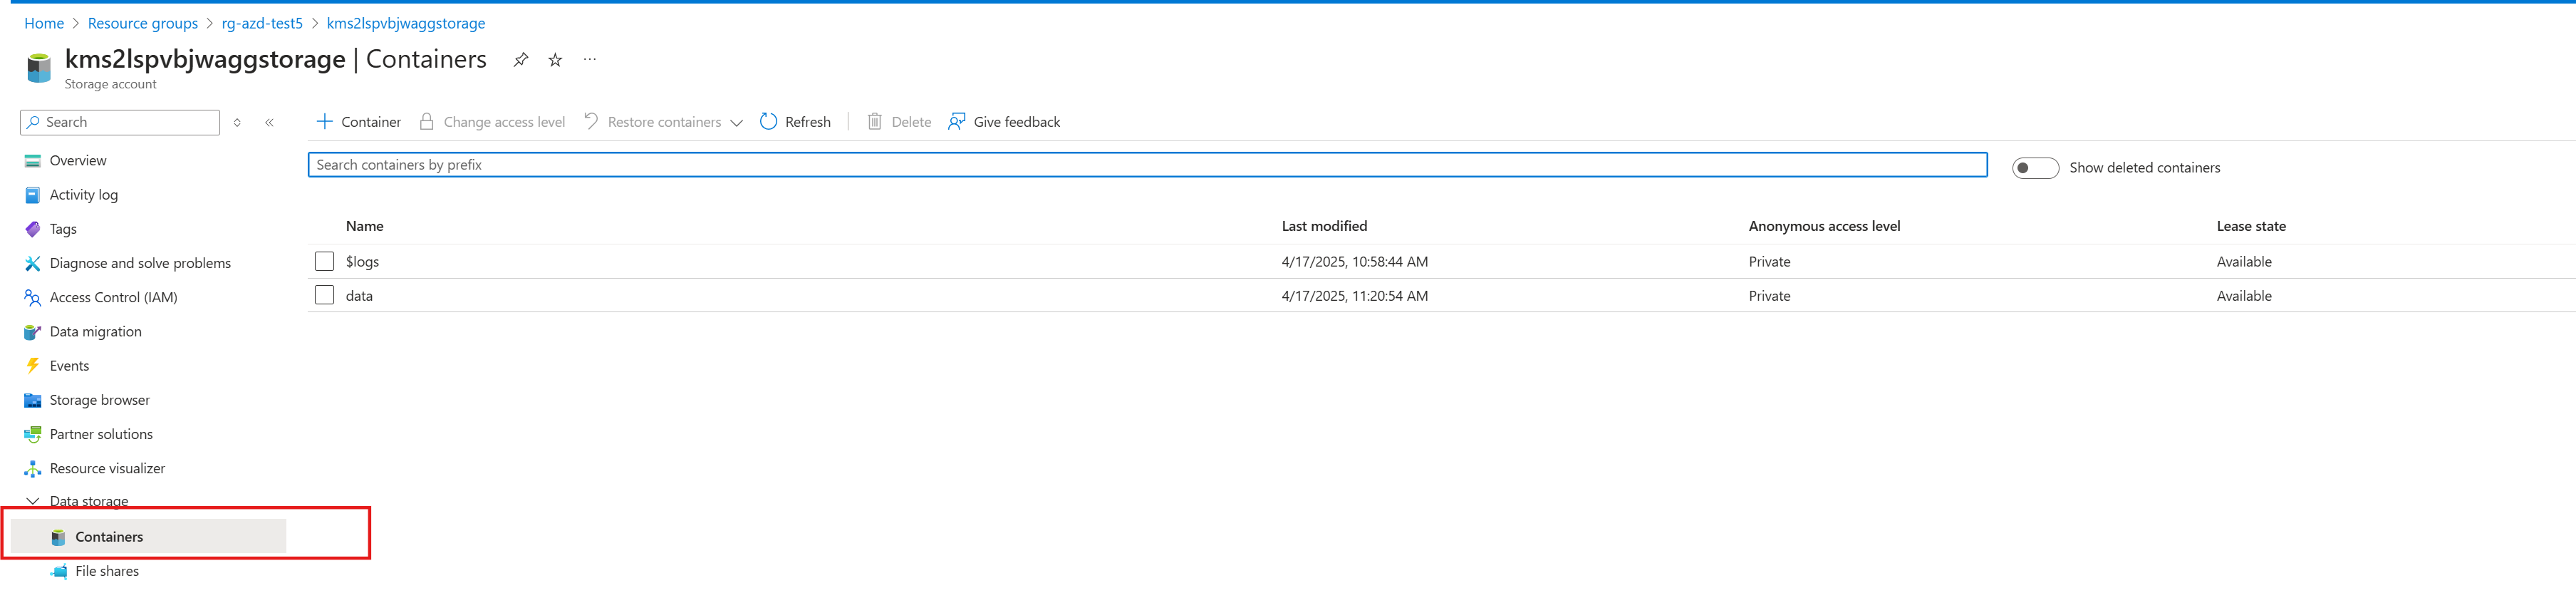 Home > Resource groups > rg-azd-test5 > kms2lspvbjwaggstorage
kms2lspvbjwaggstorage | Containers
Storage account
Search
Container Change access level Restore containers Refresh Delete Give feedback
Search containers by prefix
Show deleted containers
Overview
Activity log
Tags
Diagnose and solve problems
Access Control (IAM)
Data migration
Events
Storage browser
Partner solutions
Resource visualizer
Data storage
Containers
File shares
Name Last modified Anonymous access level Lease state
$logs 4/17/2025, 10:58:44 AM Private Available
data 4/17/2025, 11:20:54 AM Private Available